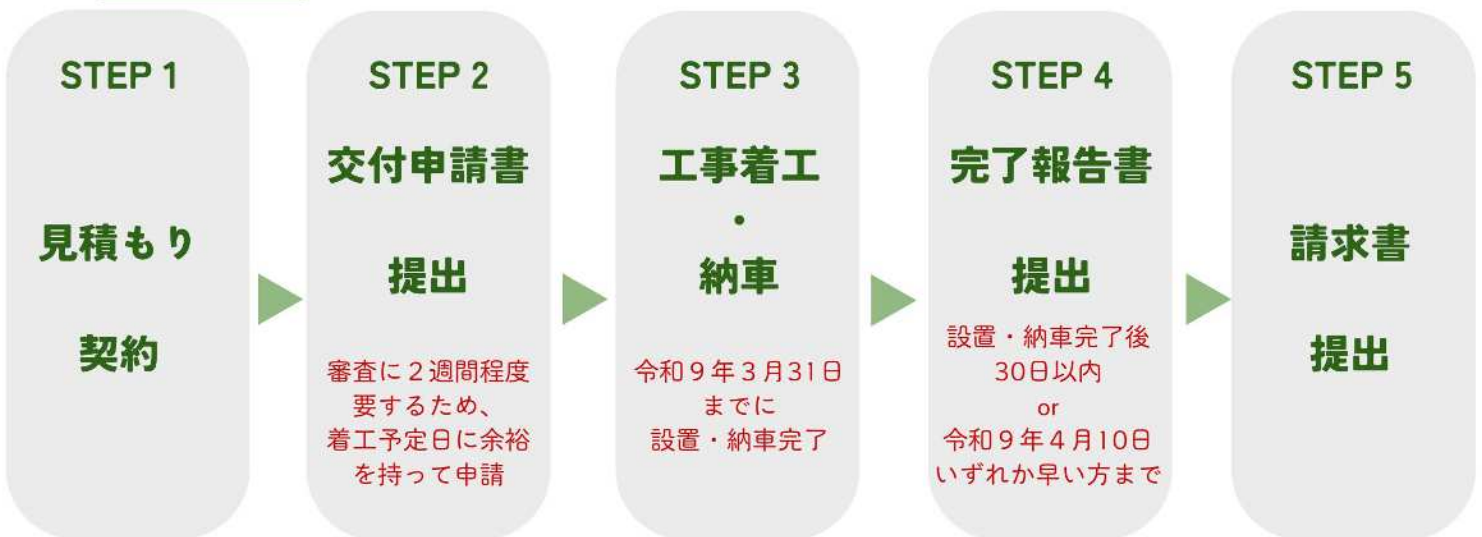 STEP 1
見積もり
契約
STEP 2
交付申請書
提出
審査に２週間程度
要するため、
着工予定日に余裕
を持って申請
STEP 3
工事着工
・
納車
令和９年３月31日
までに
設置・納車完了
STEP 4
完了報告書
提出
設置・納車完了後
30日以内
or
令和９年４月10日
いずれか早い方まで
STEP 5
請求書
提出